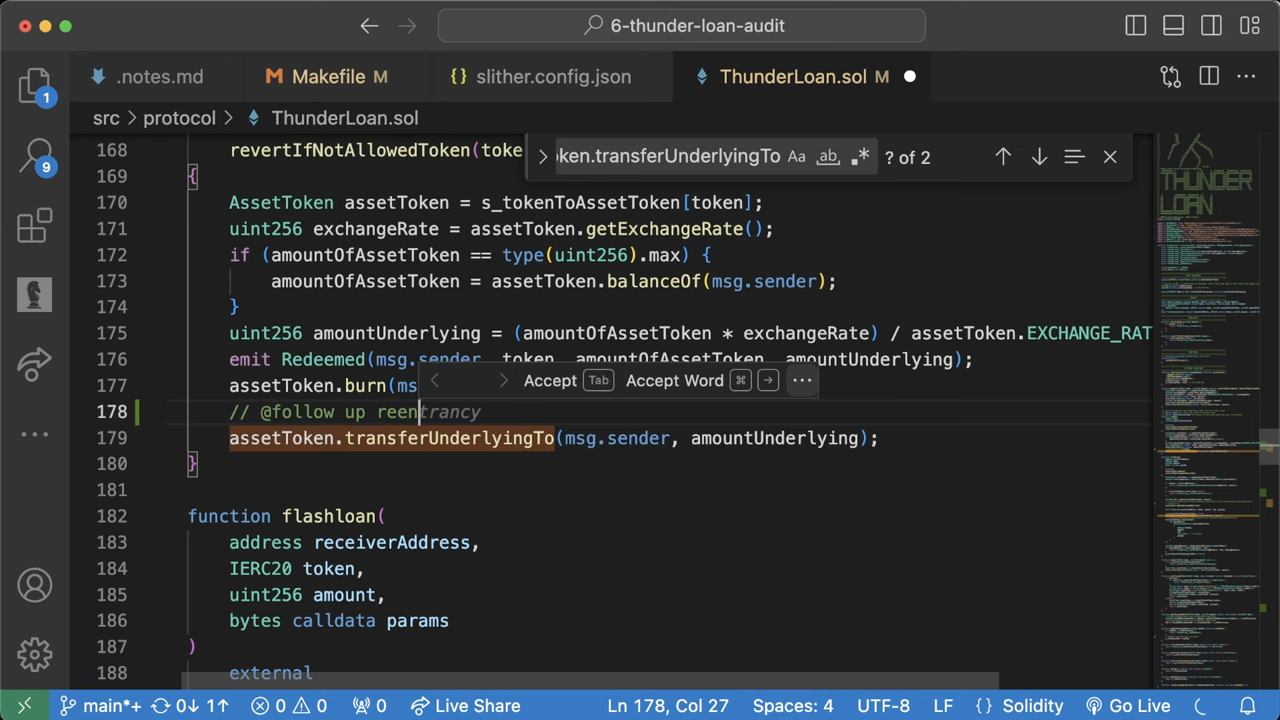 6-thunder-loan-audit
.notes.md
Makefile M
{} slither.config.json
ThunderLoan.sol M
1
src > protocol > ThunderLoan.sol
168 revertIfNotAllowedToken(toke
> ken.transferUnderlyingTo Aa ab .* ? of 2
169 {
9
170 AssetToken assetToken = s_tokenToAssetToken[token];
171 uint256 exchangeRate = assetToken.getExchangeRate();
172 if (amountOfAssetToken == type(uint256).max) {
173 amountOfAssetToken = assetToken.balanceOf(msg.sender);
174 }
175 uint256 amountUnderlying = (amountOfAssetToken * exchangeRate) / assetToken.EXCHANGE_RAT
176 emit Redeemed(msg.sender, token, amountOfAssetToken, amountUnderlying);
177 assetToken.burn(ms
< Accept Tab Accept Word ⌘ → ...
178 // @follow up reentranc
179 assetToken.transferUnderlyingTo(msg.sender, amountUnderlying);
180 }
181
182 function flashloan(
183 address receiverAddress,
184 IERC20 token,
185 uint256 amount,
186 bytes calldata params
187 )
188 external
main*+ 0↓ 1↑ 0 0 0 Live Share Ln 178, Col 27 Spaces: 4 UTF-8 LF {} Solidity Go Live
THUNDER
LOAN